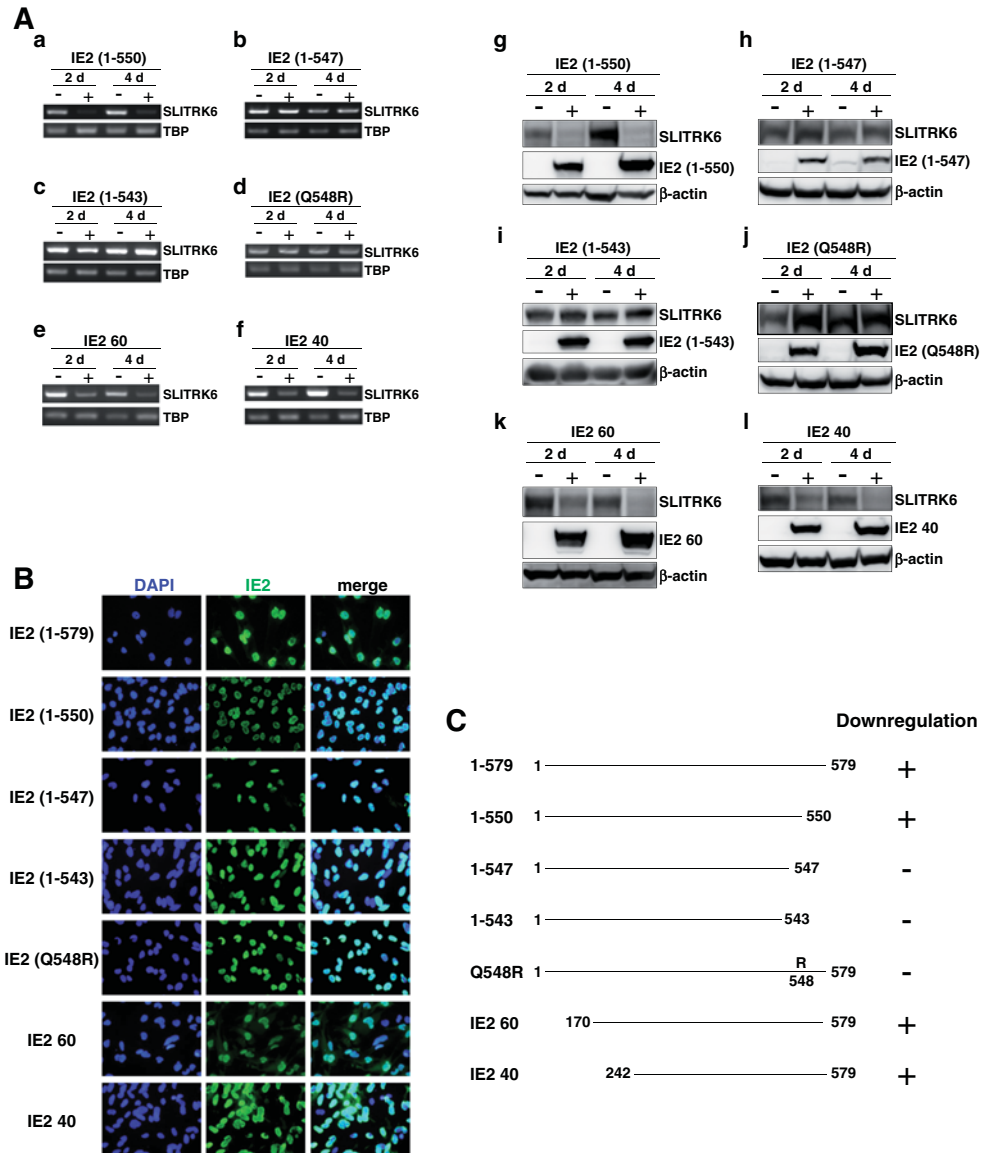 A
a
IE2 (1-550)
2 d 4 d
- + - +
SLITRK6
TBP
b
IE2 (1-547)
2 d 4 d
- + - +
SLITRK6
TBP
c
IE2 (1-543)
2 d 4 d
- + - +
SLITRK6
TBP
d
IE2 (Q548R)
2 d 4 d
- + - +
SLITRK6
TBP
e
IE2 60
2 d 4 d
- + - +
SLITRK6
TBP
f
IE2 40
2 d 4 d
- + - +
SLITRK6
TBP
g
IE2 (1-550)
2 d 4 d
- + - +
SLITRK6
IE2 (1-550)
β-actin
h
IE2 (1-547)
2 d 4 d
- + - +
SLITRK6
IE2 (1-547)
β-actin
i
IE2 (1-543)
2 d 4 d
- + - +
SLITRK6
IE2 (1-543)
β-actin
j
IE2 (Q548R)
2 d 4 d
- + - +
SLITRK6
IE2 (Q548R)
β-actin
k
IE2 60
2 d 4 d
- + - +
SLITRK6
IE2 60
β-actin
l
IE2 40
2 d 4 d
- + - +
SLITRK6
IE2 40
β-actin
B
DAPI IE2 merge
IE2 (1-579)
IE2 (1-550)
IE2 (1-547)
IE2 (1-543)
IE2 (Q548R)
IE2 60
IE2 40
C
Downregulation
1-579 1 579 +
1-550 1 550 +
1-547 1 547 -
1-543 1 543 -
R
Q548R 1 579 -
548
IE2 60 170 579 +
IE2 40 242 579 +